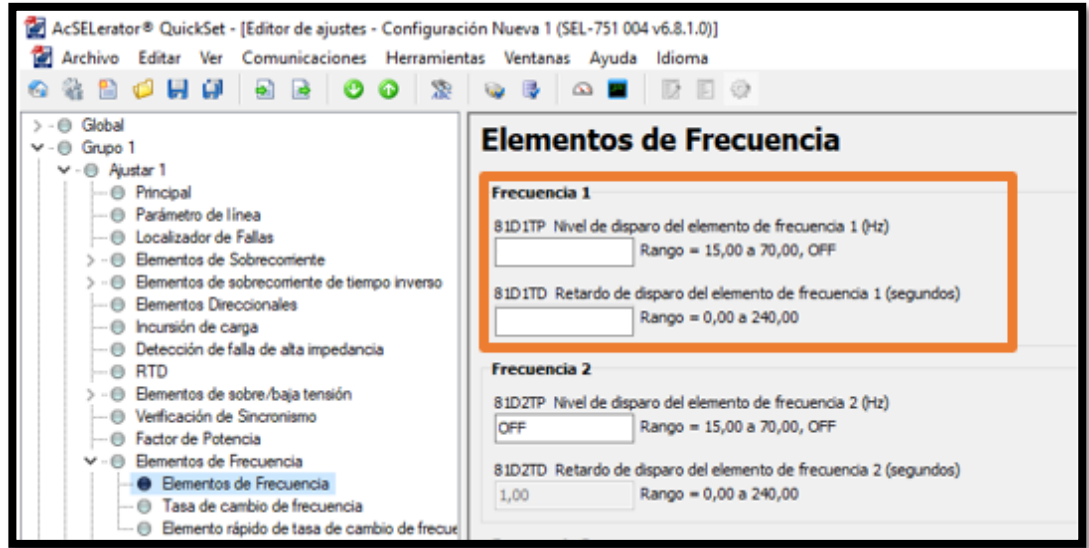 AcSELerator® QuickSet - [Editor de ajustes - Configuración Nueva 1 (SEL-751 004 v6.8.1.0)]
Archivo Editar Ver Comunicaciones Herramientas Ventanas Ayuda Idioma
Global
Grupo 1
Ajustar 1
Principal
Parámetro de línea
Localizador de Fallas
Elementos de Sobrecorriente
Elementos de sobrecorriente de tiempo inverso
Elementos Direccionales
Incursión de carga
Detección de falla de alta impedancia
RTD
Elementos de sobre/baja tensión
Verificación de Sincronismo
Factor de Potencia
Elementos de Frecuencia
Elementos de Frecuencia
Tasa de cambio de frecuencia
Elemento rápido de tasa de cambio de frecue
Elementos de Frecuencia
Frecuencia 1
81D1TP Nivel de disparo del elemento de frecuencia 1 (Hz)
Rango = 15,00 a 70,00, OFF
81D1TD Retardo de disparo del elemento de frecuencia 1 (segundos)
Rango = 0,00 a 240,00
Frecuencia 2
81D2TP Nivel de disparo del elemento de frecuencia 2 (Hz)
OFF Rango = 15,00 a 70,00, OFF
81D2TD Retardo de disparo del elemento de frecuencia 2 (segundos)
1,00 Rango = 0,00 a 240,00